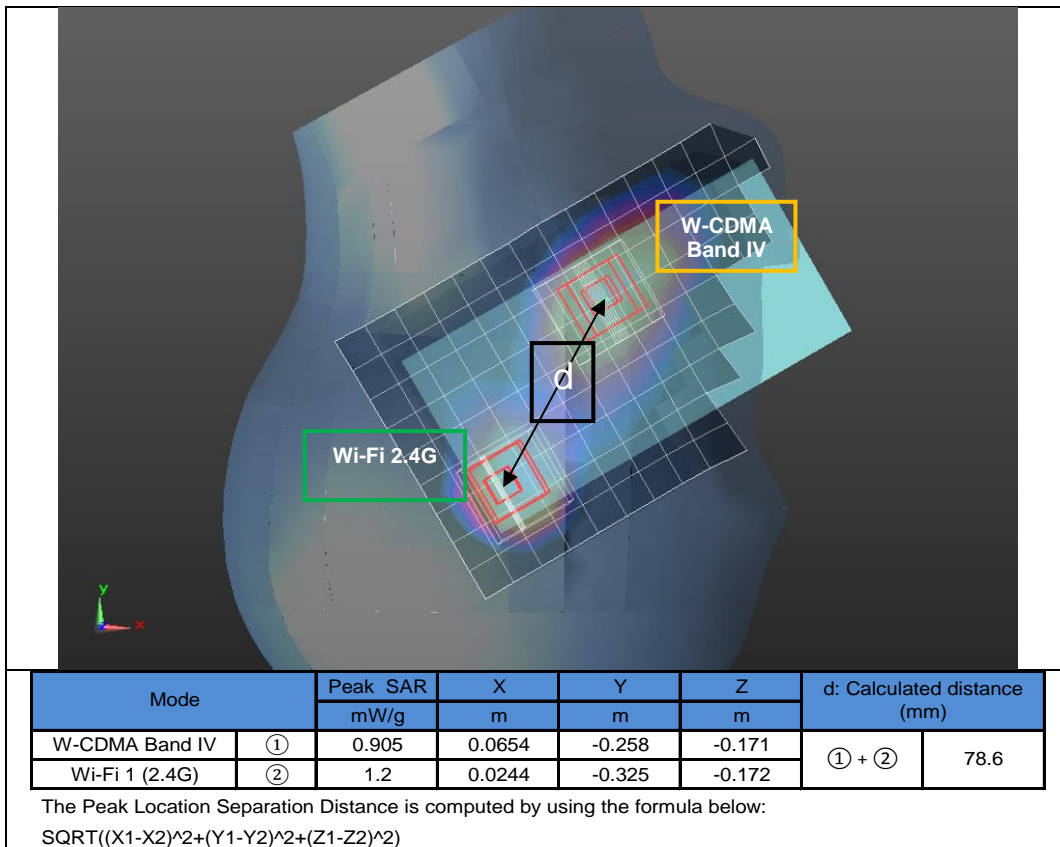 W-CDMA
Band IV
d
Wi-Fi 2.4G
y
x
Mode Peak SAR X Y Z d: Calculated distance
(mm)
mW/g m m m
W-CDMA Band IV ① 0.905 0.0654 -0.258 -0.171 ① + ② 78.6
Wi-Fi 1 (2.4G) ② 1.2 0.0244 -0.325 -0.172
The Peak Location Separation Distance is computed by using the formula below:
SQRT((X1-X2)^2+(Y1-Y2)^2+(Z1-Z2)^2)